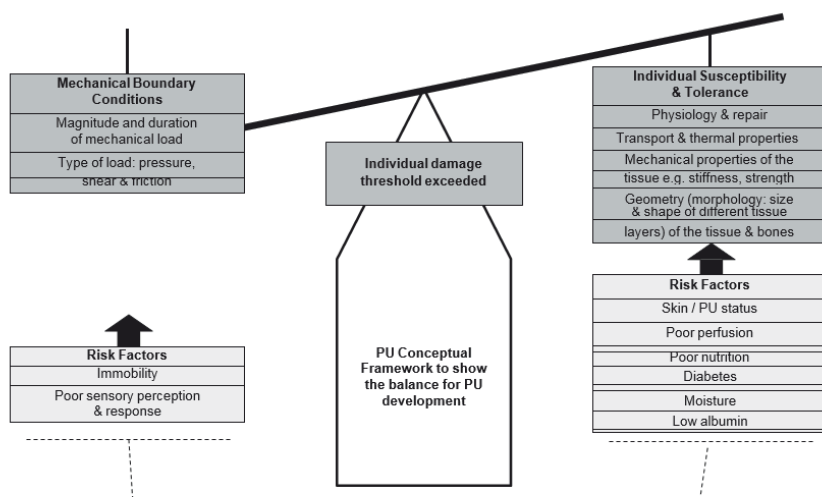 Mechanical Boundary
Conditions
Magnitude and duration
of mechanical load
Type of load: pressure,
shear & friction
Risk Factors
Immobility
Poor sensory perception
& response
Individual damage
threshold exceeded
PU Conceptual
Framework to show
the balance for PU
development
Individual Susceptibility
& Tolerance
Physiology & repair
Transport & thermal properties
Mechanical properties of the
tissue e.g. stiffness, strength
Geometry (morphology: size
& shape of different tissue
layers) of the tissue & bones
Risk Factors
Skin / PU status
Poor perfusion
Poor nutrition
Diabetes
Moisture
Low albumin